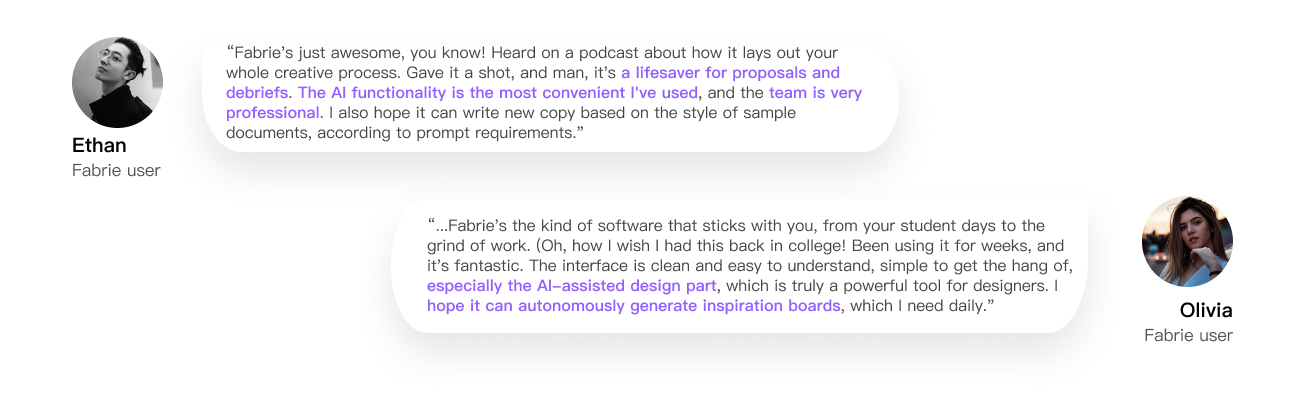 “Fabrie’s just awesome, you know! Heard on a podcast about how it lays out your
whole creative process. Gave it a shot, and man, it’s a lifesaver for proposals and
debriefs. The AI functionality is the most convenient I've used, and the team is very
professional. I also hope it can write new copy based on the style of sample
documents, according to prompt requirements.”
Ethan
Fabrie user
“...Fabrie’s the kind of software that sticks with you, from your student days to the
grind of work. (Oh, how I wish I had this back in college! Been using it for weeks, and
it’s fantastic. The interface is clean and easy to understand, simple to get the hang of,
especially the AI–assisted design part, which is truly a powerful tool for designers. I
hope it can autonomously generate inspiration boards, which I need daily.”
Olivia
Fabrie user